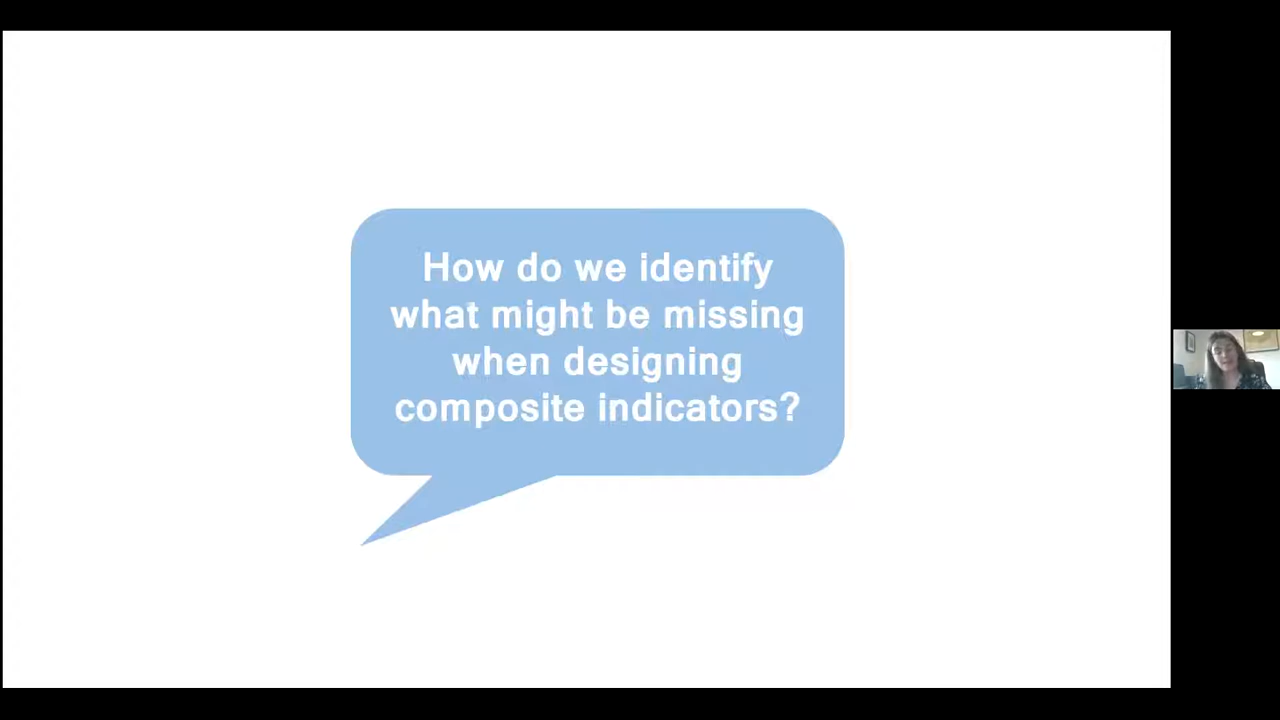 How do we identify
what might be missing
when designing
composite indicators?